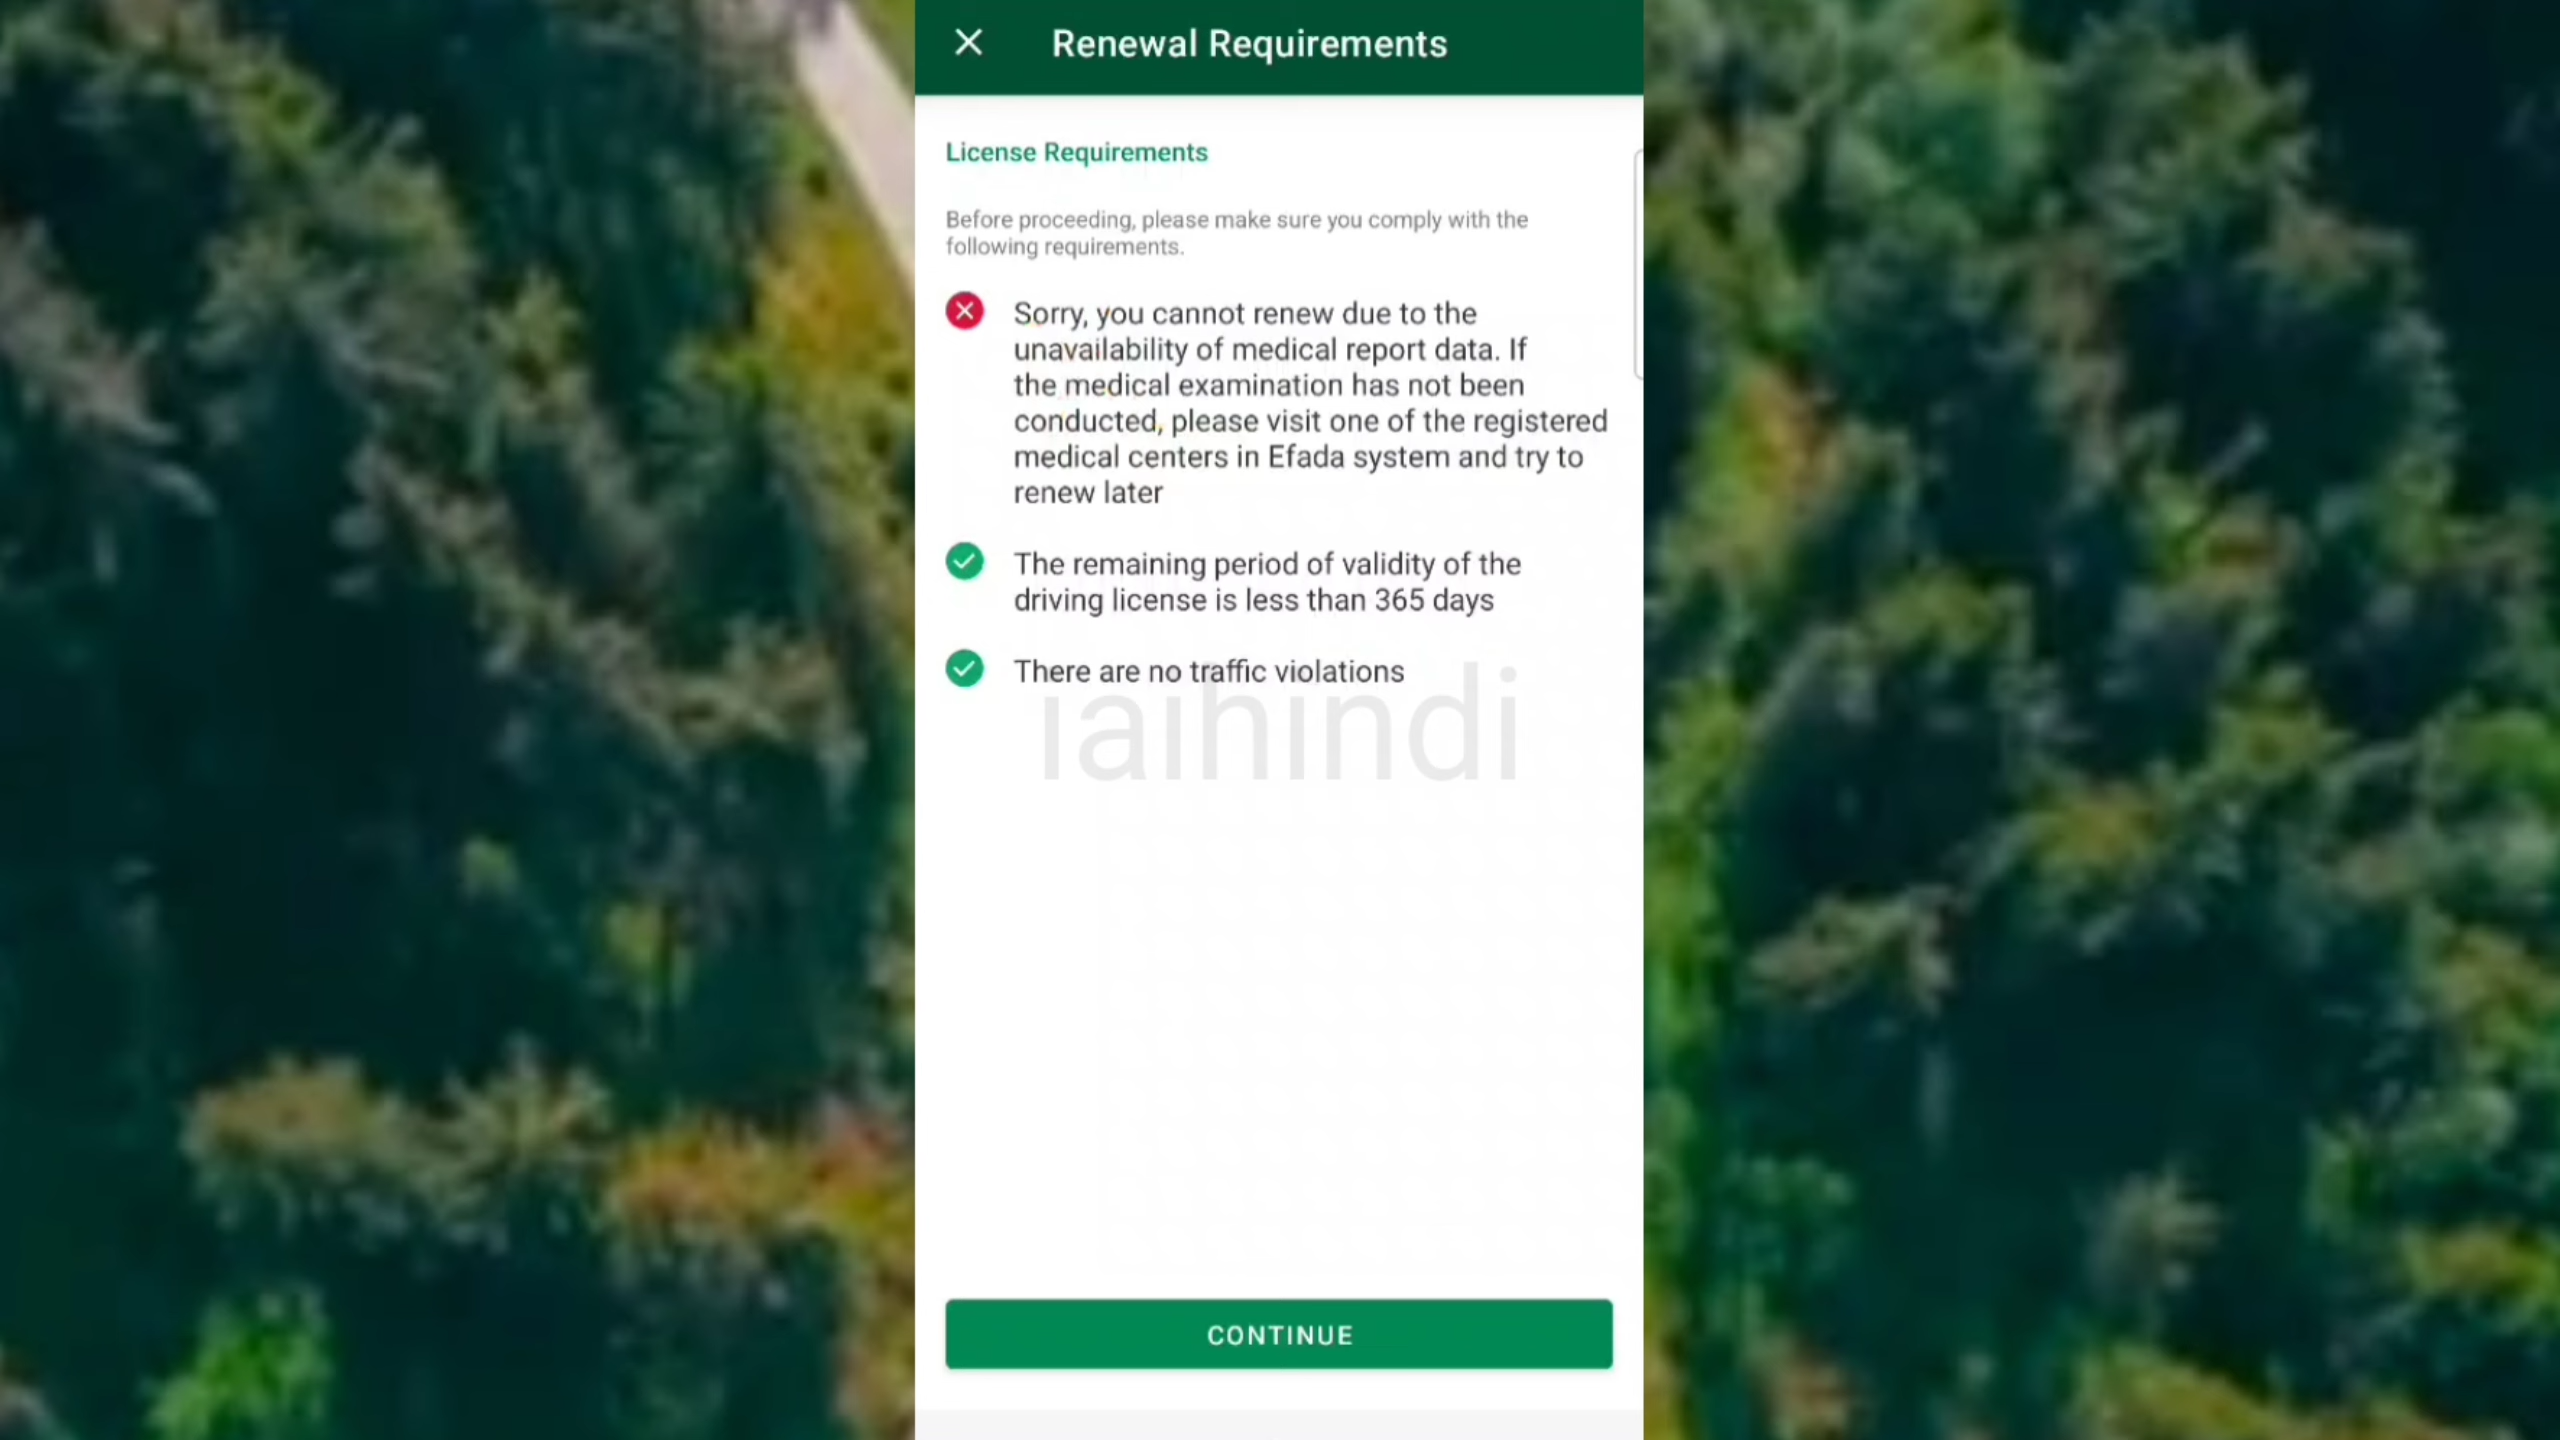 Renewal Requirements
License Requirements
Before proceeding, please make sure you comply with the
following requirements.
Sorry, you cannot renew due to the
unavailability of medical report data. If
the medical examination has not been
conducted, please visit one of the registered
medical centers in Efada system and try to
renew later
The remaining period of validity of the
driving license is less than 365 days
There are no traffic violations
iaihindi
CONTINUE